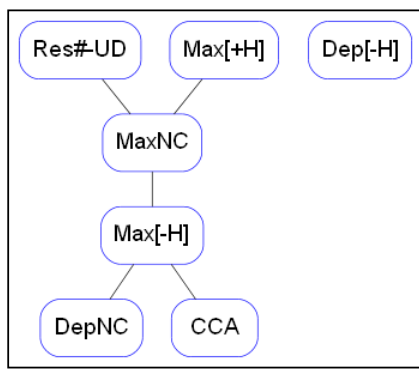 Res#-UD Max[+H] Dep[-H]
MaxNC
Max[-H]
DepNC CCA